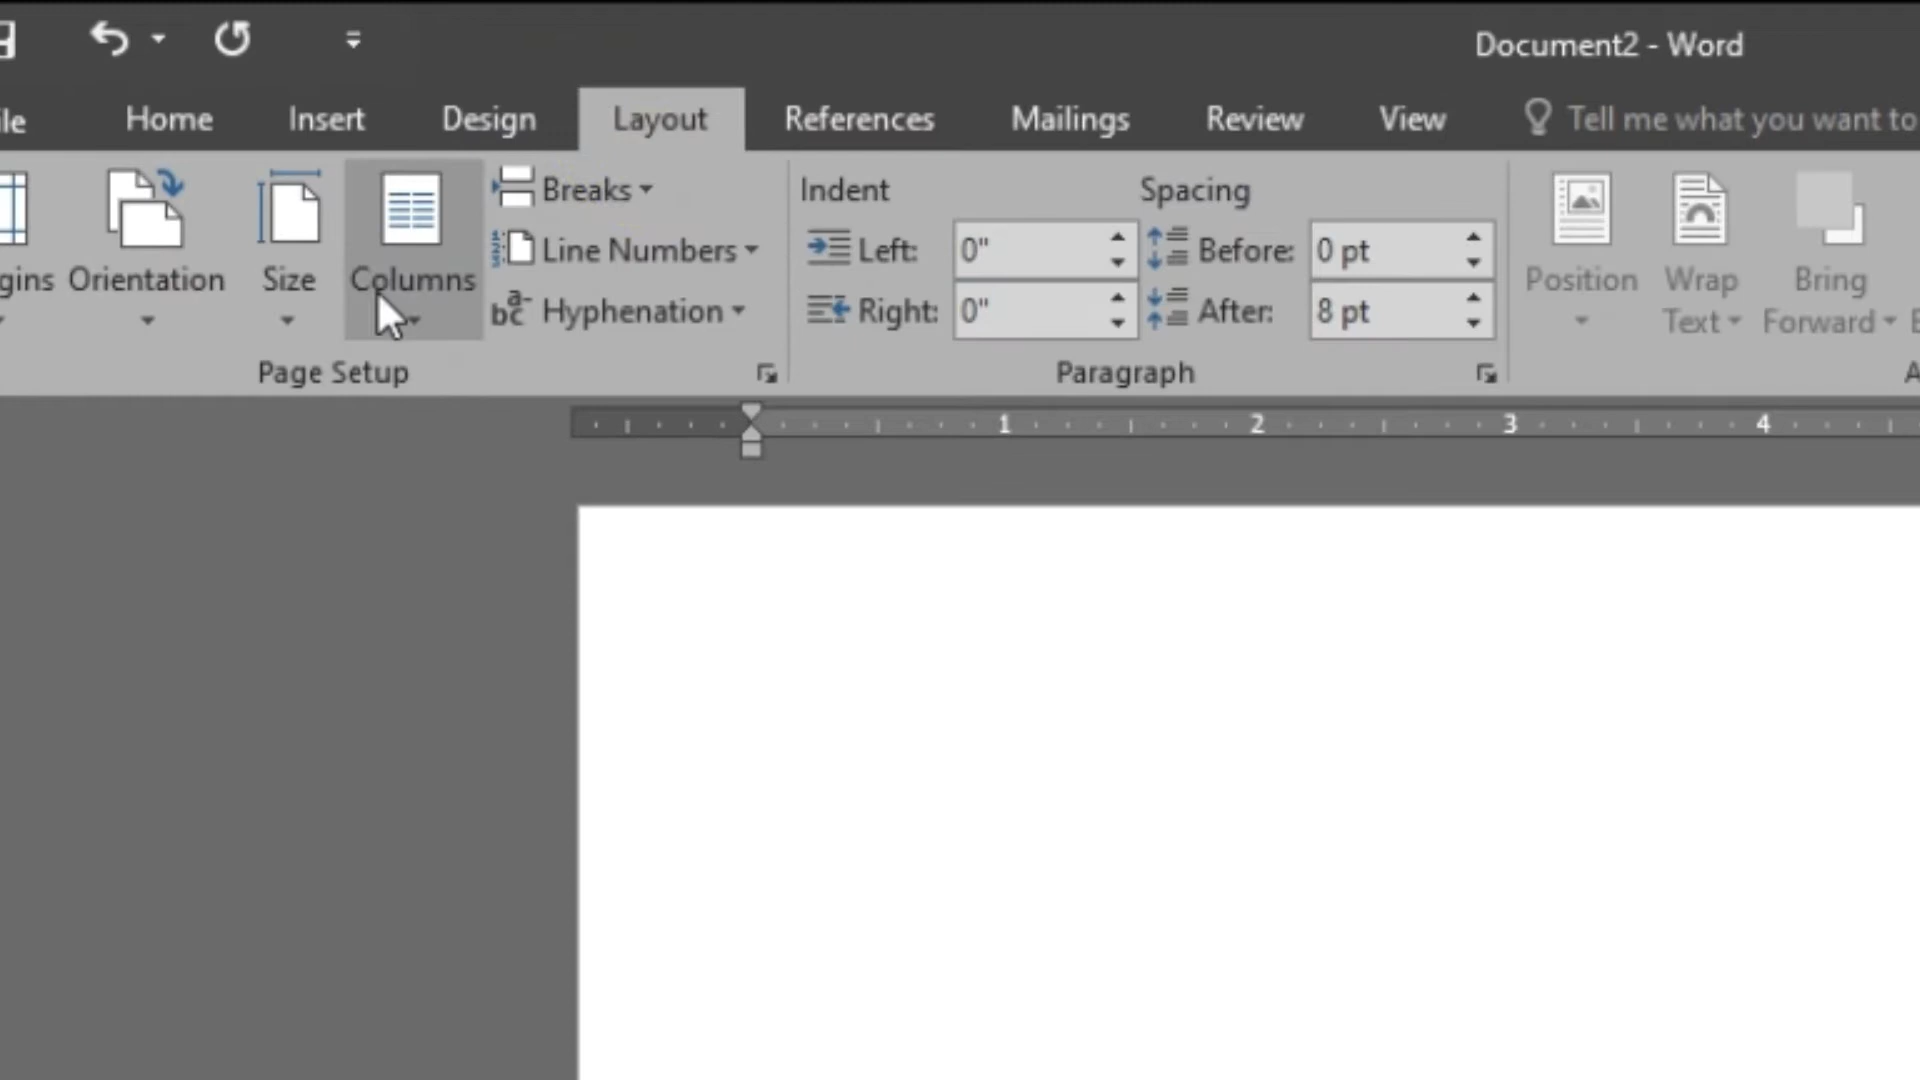 Document2 - Word
ile Home Insert Design Layout References Mailings Review View Tell me what you want to
gins Orientation Size Columns
Breaks
Line Numbers
Hyphenation
Page Setup
Indent
Left: 0"
Right: 0"
Spacing
Before: 0 pt
After: 8 pt
Paragraph
Position
Wrap
Text
Bring
Forward
A
1 2 3 4